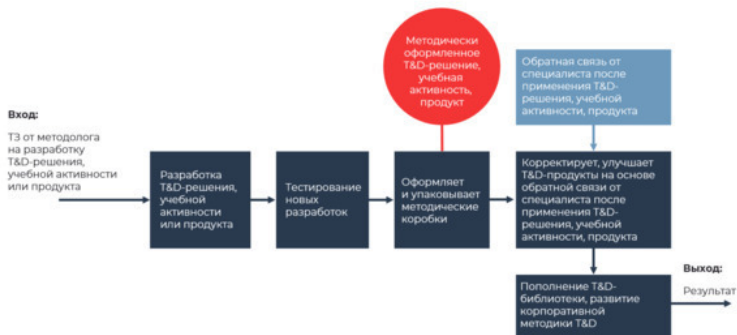 Методически
оформленное
T&D-решение,
учебная
активность,
продукт
Обратная связь от
специалиста после
применения T&D-
решения, учебной
активности, продукта
Вход:
ТЗ от методолога
на разработку
T&D-решения,
учебной активности
или продукта
Разработка
T&D-решения,
учебной
активности
или продукта
Тестирование
новых
разработок
Оформляет
и упаковывает
методические
коробки
Корректирует, улучшает
T&D-продукты на основе
обратной связи от
специалиста после
применения T&D-
решения, учебной
активности, продукта
Пополнение T&D-
библиотеки, развитие
корпоративной
методики T&D
Выход:
Результат